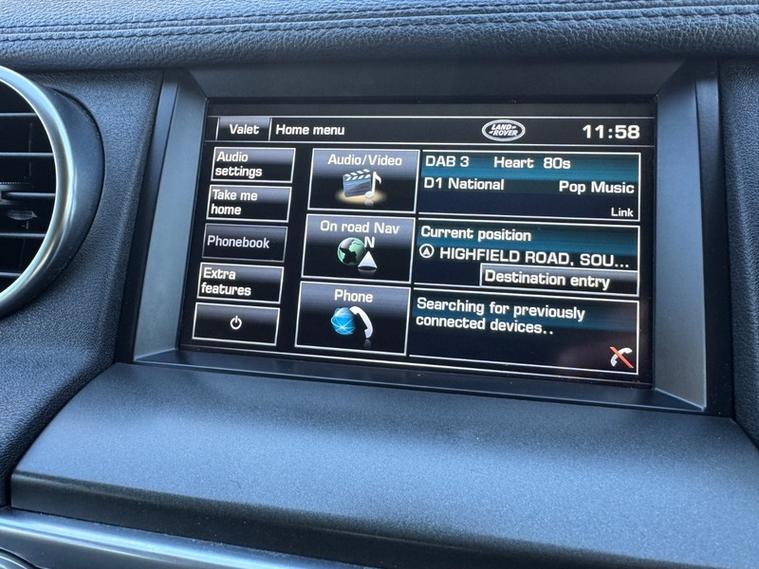 Valet Home menu LAND ROVER 11:58
Audio settings
Take me home
Phonebook
Extra features
Audio/Video
On road Nav
N
Phone
DAB 3 Heart 80s
D1 National Pop Music
Link
Current position
HIGHFIELD ROAD, SOU...
Destination entry
Searching for previously
connected devices..